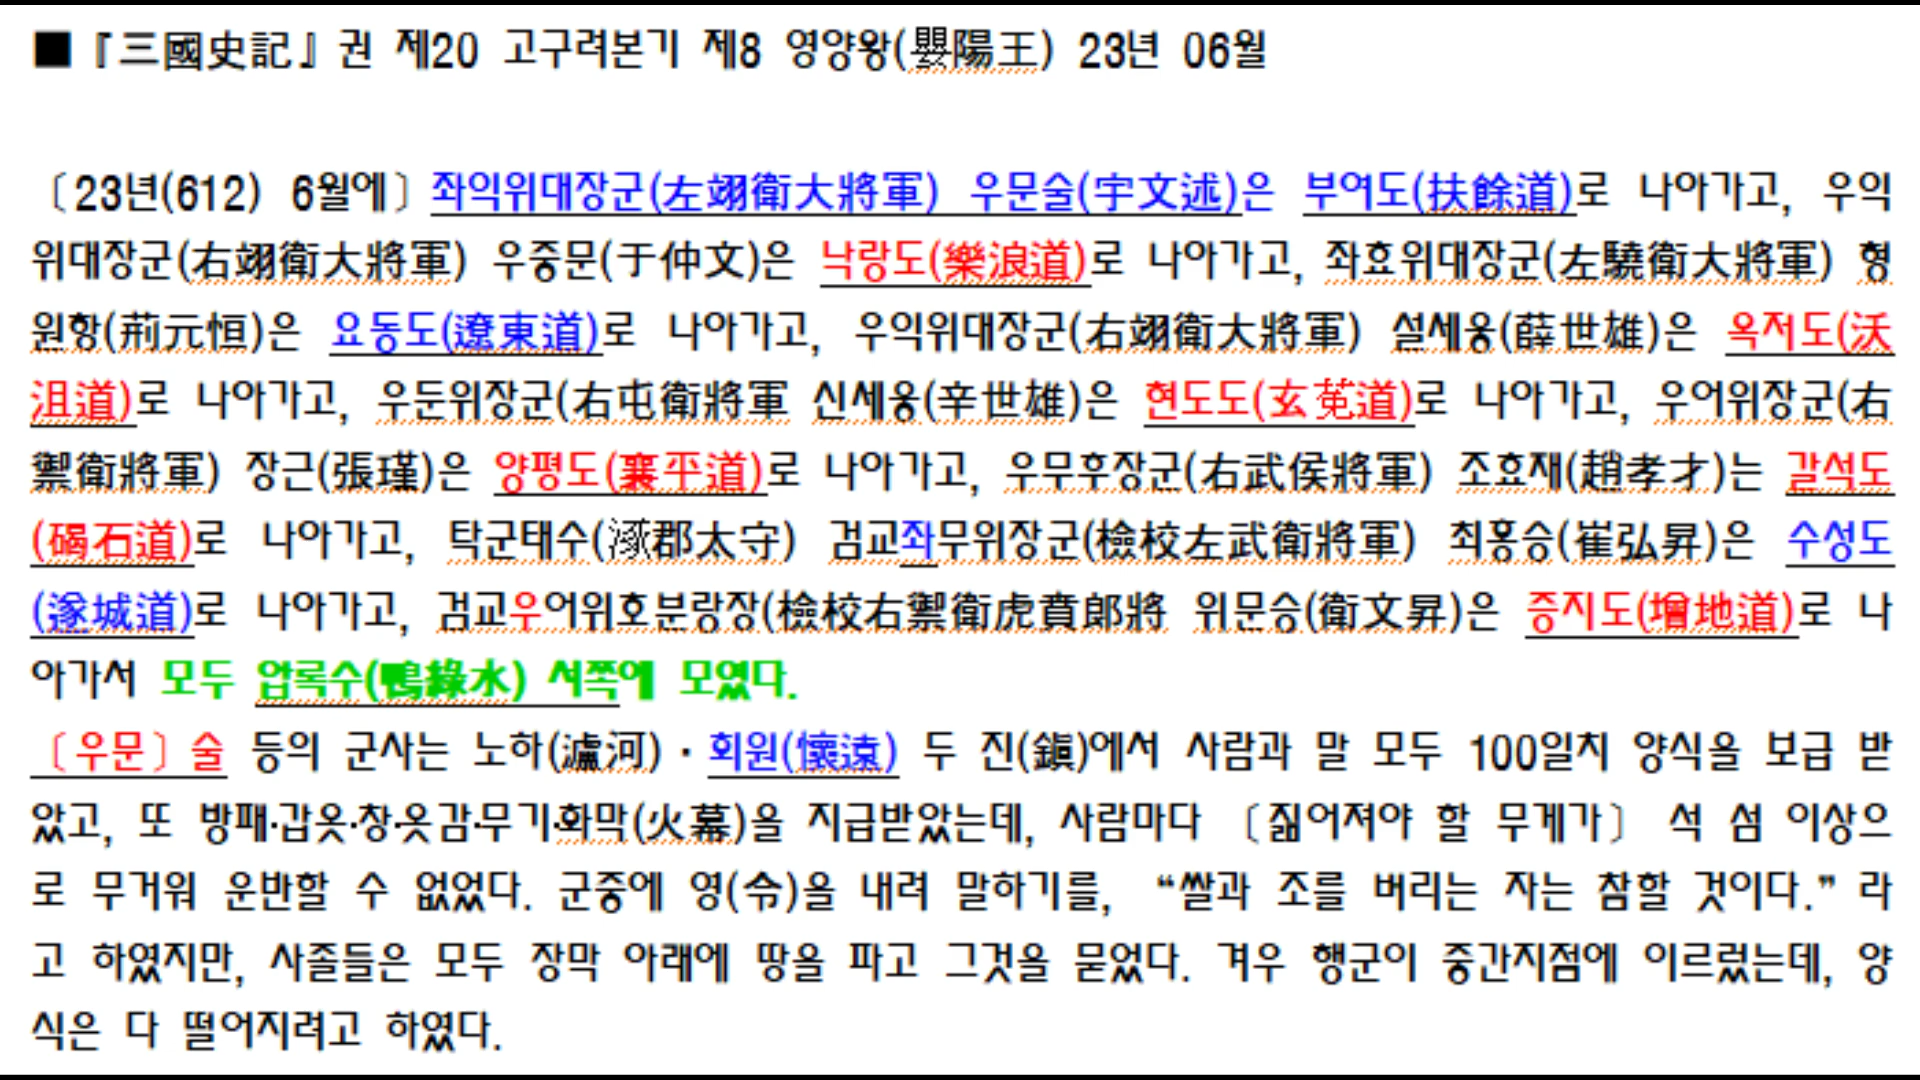 ■『三國史記』권 제20 고구려본기 제8 영양왕(嬰陽王) 23년 06월
〔23년(612) 6월에〕좌익위대장군(左翊衛大將軍) 우문술(宇文述)은 부여도(扶餘道)로 나아가고, 우익
위대장군(右翊衛大將軍) 우중문(于仲文)은 낙랑도(樂浪道)로 나아가고, 좌효위대장군(左驍衛大將軍) 형
원항(荊元恒)은 요동도(遼東道)로 나아가고, 우익위대장군(右翊衛大將軍) 설세웅(薛世雄)은 옥저도(沃
沮道)로 나아가고, 우둔위장군(右屯衛將軍 신세웅(辛世雄)은 현도도(玄菟道)로 나아가고, 우어위장군(右
禦衛將軍) 장근(張瑾)은 양평도(襄平道)로 나아가고, 우무후장군(右武侯將軍) 조효재(趙孝才)는 갈석도
(碣石道)로 나아가고, 탁군태수(涿郡太守) 검교좌무위장군(檢校左武衛將軍) 최홍승(崔弘昇)은 수성도
(遂城道)로 나아가고, 검교우어위호분랑장(檢校右禦衛虎賁郎將 위문승(衛文昇)은 증지도(增地道)로 나
아가서 모두 압록수(鴨綠水) 서쪽에 모였다.
〔우문〕술 등의 군사는 노하(瀘河)·회원(懷遠) 두 진(鎭)에서 사람과 말 모두 100일치 양식을 보급 받
았고, 또 방패·갑옷·창·옷감·무기·화막(火幕)을 지급받았는데, 사람마다 〔짊어져야 할 무게가〕 석 섬 이상으
로 무거워 운반할 수 없었다. 군중에 영(令)을 내려 말하기를, “쌀과 조를 버리는 자는 참할 것이다.” 라
고 하였지만, 사졸들은 모두 장막 아래에 땅을 파고 그것을 묻었다. 겨우 행군이 중간지점에 이르렀는데, 양
식은 다 떨어지려고 하였다.